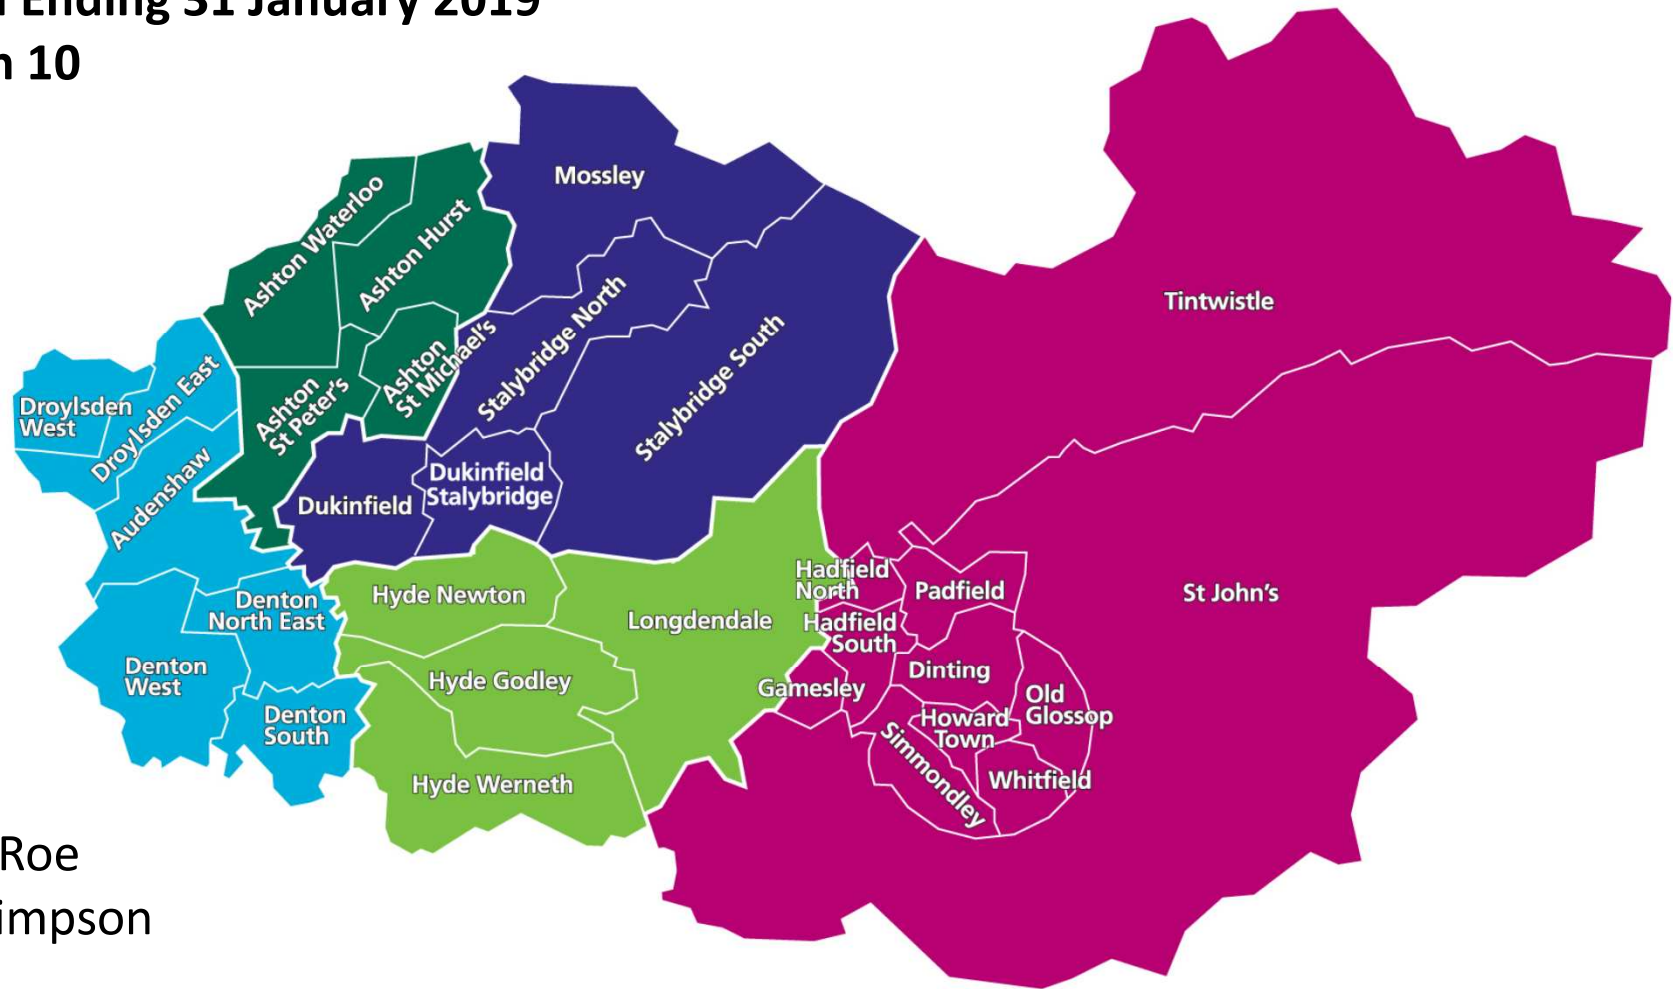 Ending 31 January 2019
10
Mossley
Ashton Waterloo
Ashton Hurst
Tintwistle
Stalybridge North
Ashton
St Michael's
Stalybridge South
Droylsden
West
Droylsden East
Ashton
St Peter's
Audenshaw
Dukinfield
Dukinfield
Stalybridge
Hadfield
North
Padfield
St John's
Hyde Newton
Denton
North East
Longdendale
Hadfield
South
Denton
West
Hyde Godley
Gamesley
Dinting
Old
Glossop
Denton
South
Howard
Town
Simmondley
Whitfield
Hyde Werneth
Roe
impson